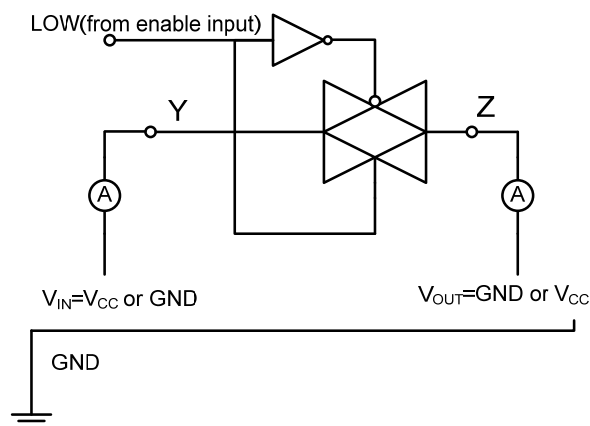 LOW(from enable input)
Y
Z
A
A
VIN=VCC or GND
VOUT=GND or VCC
GND